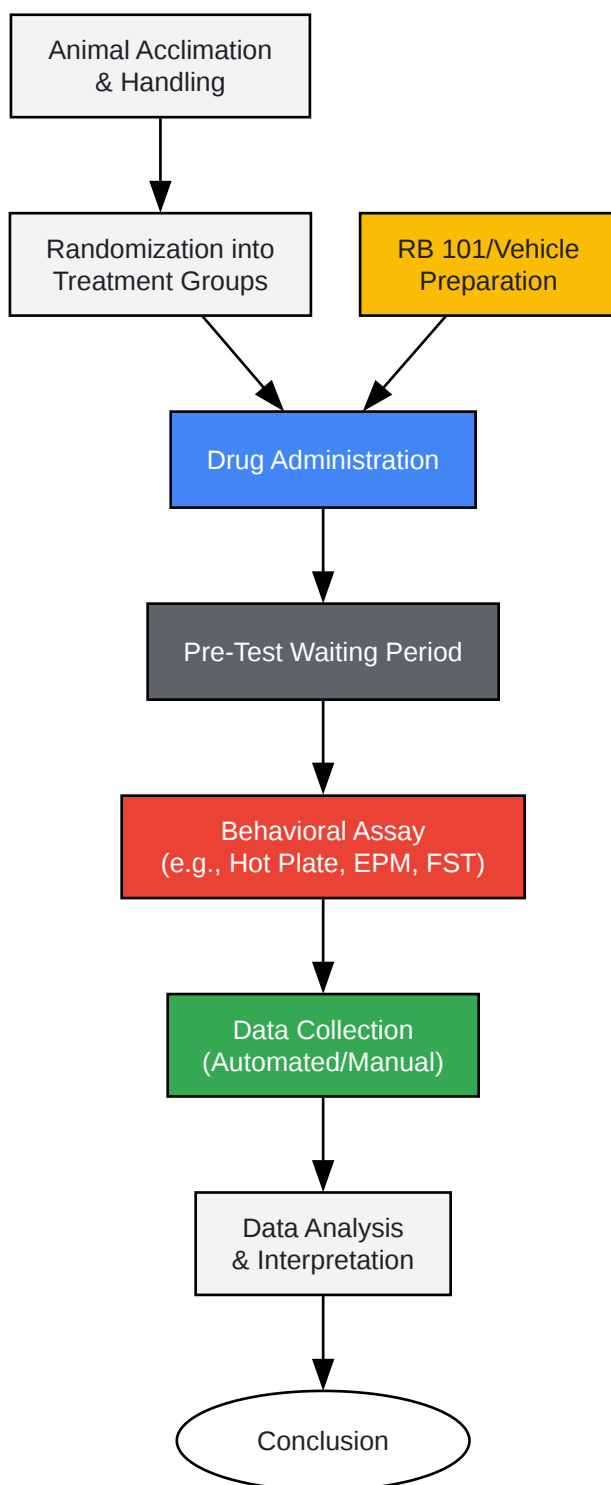 Animal Acclimation
& Handling
Randomization into
Treatment Groups
RB 101/Vehicle
Preparation
Drug Administration
Pre-Test Waiting Period
Behavioral Assay
(e.g., Hot Plate, EPM, FST)
Data Collection
(Automated/Manual)
Data Analysis
& Interpretation
Conclusion